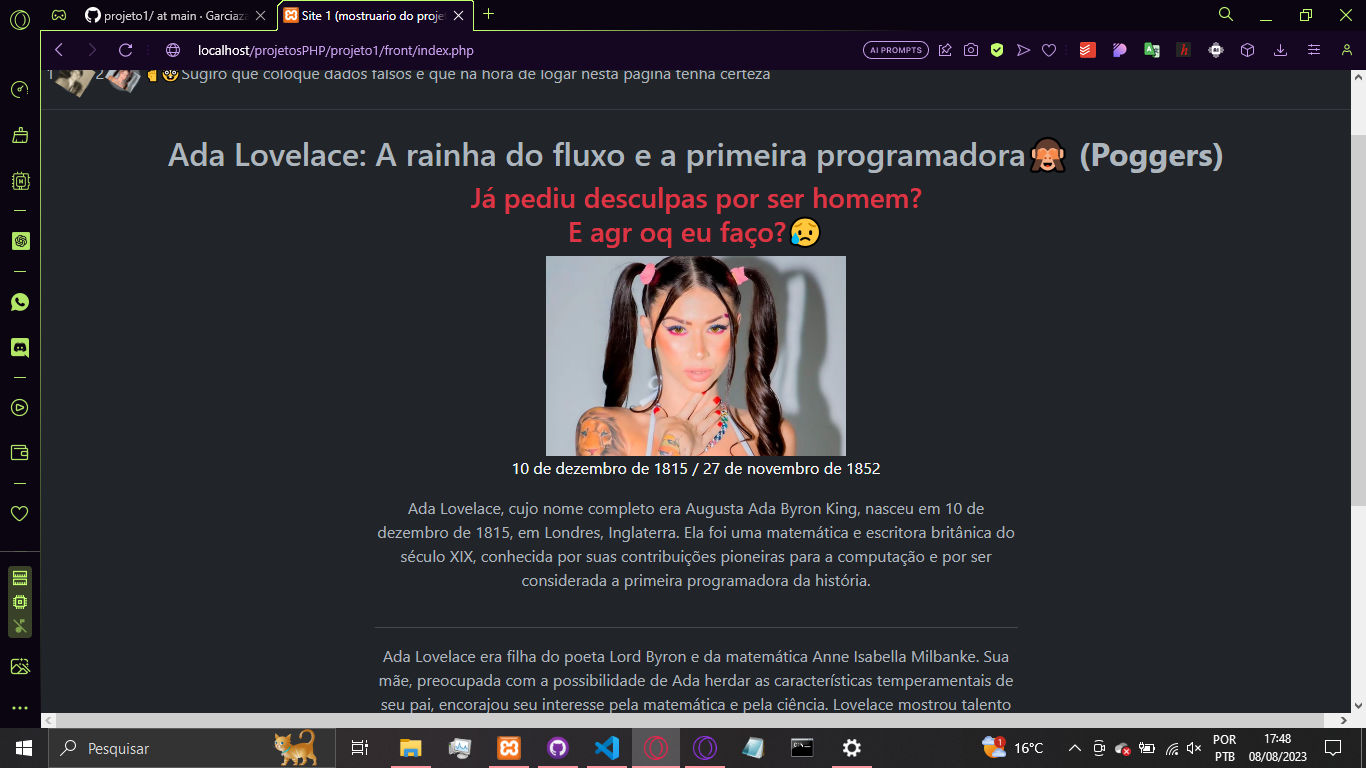 projeto1/ at main · Garciaza
Site 1 (mostruario do proje
localhost/projetosPHP/projeto1/front/index.php
AI PROMPTS
1 2 Sugiro que coloque dados falsos e que na hora de logar nesta pagina tenha certeza
Ada Lovelace: A rainha do fluxo e a primeira programadora🙈 (Poggers)
Já pediu desculpas por ser homem?
E agr oq eu faço?😥
10 de dezembro de 1815 / 27 de novembro de 1852
Ada Lovelace, cujo nome completo era Augusta Ada Byron King, nasceu em 10 de
dezembro de 1815, em Londres, Inglaterra. Ela foi uma matemática e escritora britânica do
século XIX, conhecida por suas contribuições pioneiras para a computação e por ser
considerada a primeira programadora da história.
Ada Lovelace era filha do poeta Lord Byron e da matemática Anne Isabella Milbanke. Sua
mãe, preocupada com a possibilidade de Ada herdar as características temperamentais de
seu pai, encorajou seu interesse pela matemática e pela ciência. Lovelace mostrou talento
Pesquisar
1
16°C
POR
PTB
17:48
08/08/2023